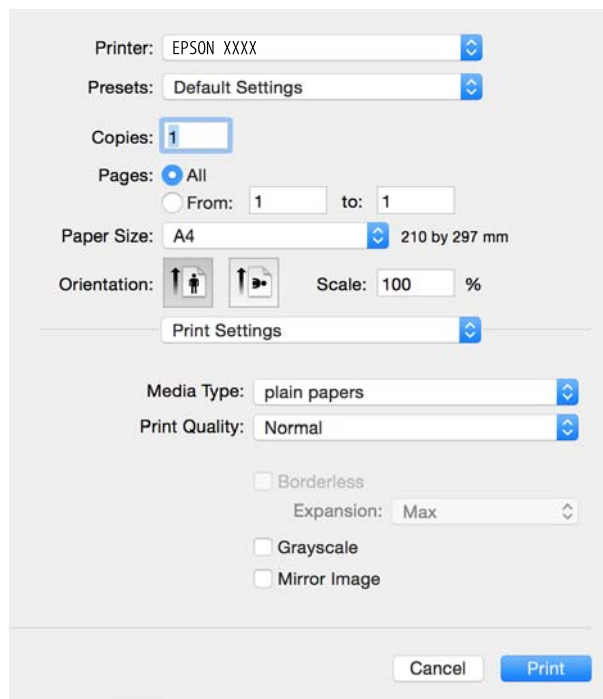 Printer: EPSON XXXX
Presets: Default Settings
Copies: 1
Pages: All
From: 1 to: 1
Paper Size: A4 210 by 297 mm
Orientation: Scale: 100 %
Print Settings
Media Type: plain papers
Print Quality: Normal
Borderless
Expansion: Max
Grayscale
Mirror Image
Cancel Print